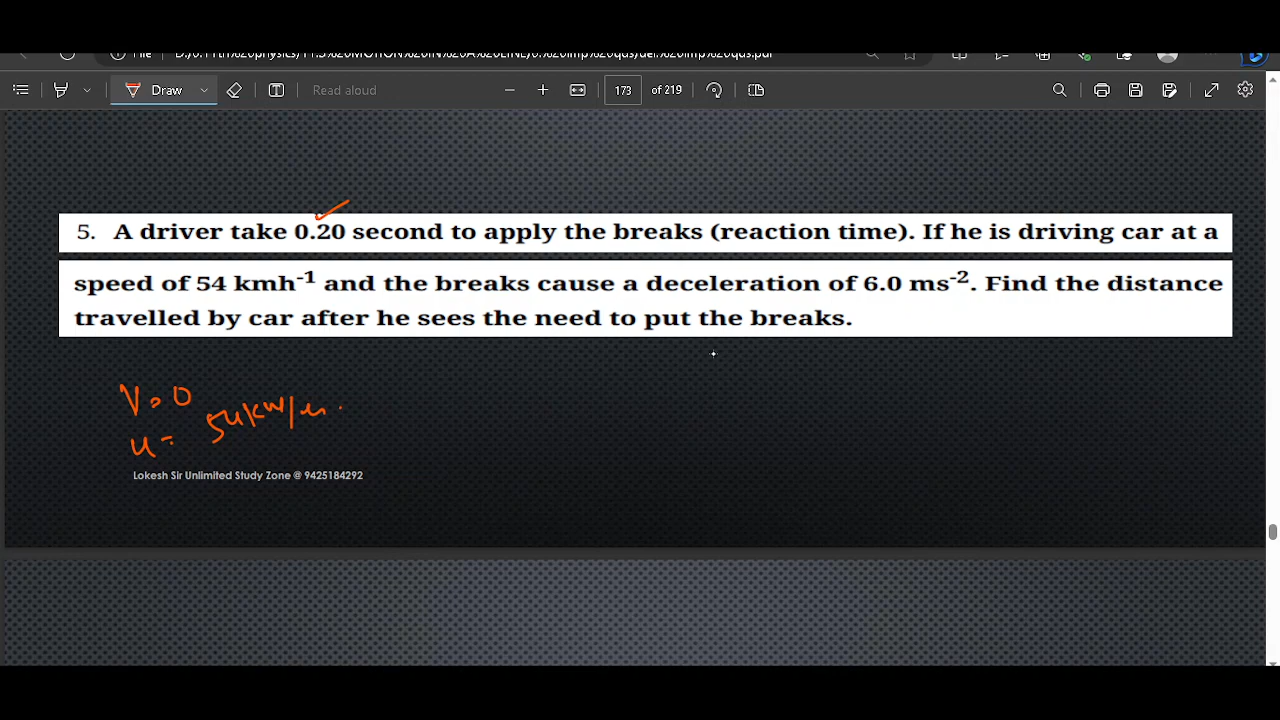 Draw
Read aloud
173 of 219
5. A driver take 0.20 second to apply the breaks (reaction time). If he is driving car at a
speed of 54 kmh-1 and the breaks cause a deceleration of 6.0 ms-2. Find the distance
travelled by car after he sees the need to put the breaks.
V = 0
u = 54 km/
Lokesh Sir Unlimited Study Zone @ 9425184292